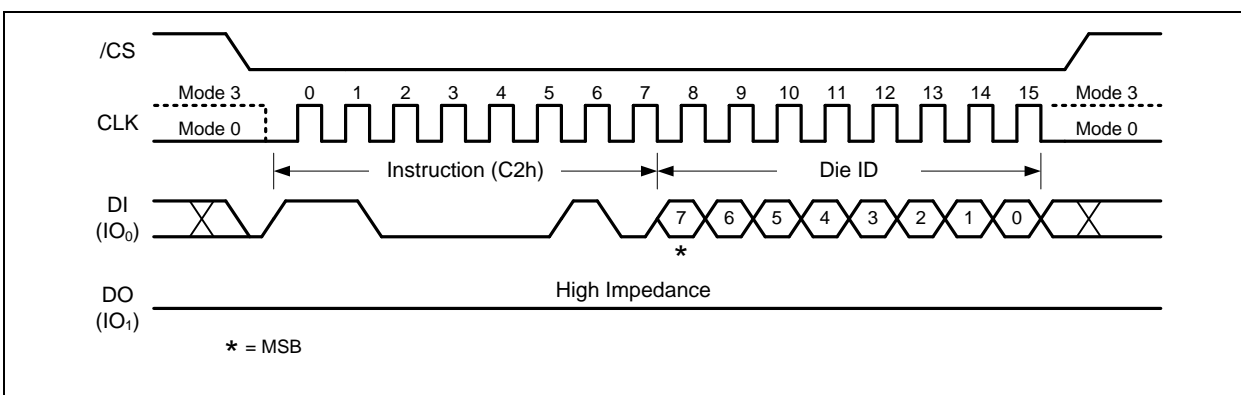 /CS
Mode 3 0 1 2 3 4 5 6 7 8 9 10 11 12 13 14 15 Mode 3
CLK
Mode 0 Mode 0
Instruction (C2h) Die ID
DI
(IO₀)
7 6 5 4 3 2 1 0
*
High Impedance
DO
(IO₁)
* = MSB